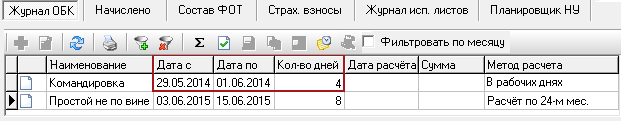 Журнал ОБК Начислено Состав ФОТ Страх. взносы Журнал исп. листов Планировщик НУ
Фильтровать по месяцу
Наименование Дата с Дата по Кол-во дней Дата расчёта Сумма Метод расчета
Командировка 29.05.2014 01.06.2014 4 В рабочих днях
Простой не по вине 03.06.2015 15.06.2015 8 Расчёт по 24-м мес.